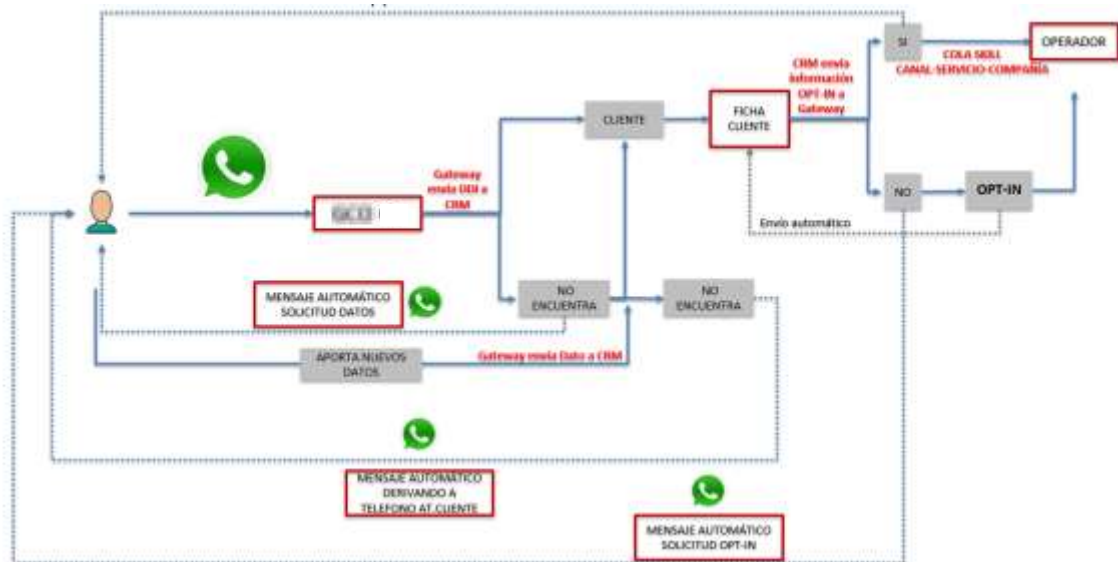 SI
COLA SKILL
CANAL-SERVICIO-COMPAÑÍA
OPERADOR
CRM envía
información
OPT-IN a
Gateway
CLIENTE
FICHA
CLIENTE
Gateway
envía DDI a
CRM
NO
OPT-IN
Envío automático
MENSAJE AUTOMÁTICO
SOLICITUD DATOS
NO
ENCUENTRA
NO
ENCUENTRA
APORTA NUEVOS
DATOS
Gateway envía Dato a CRM
MENSAJE AUTOMÁTICO
DERIVANDO A
TELEFONO AT.CLIENTE
MENSAJE AUTOMÁTICO
SOLICITUD OPT-IN